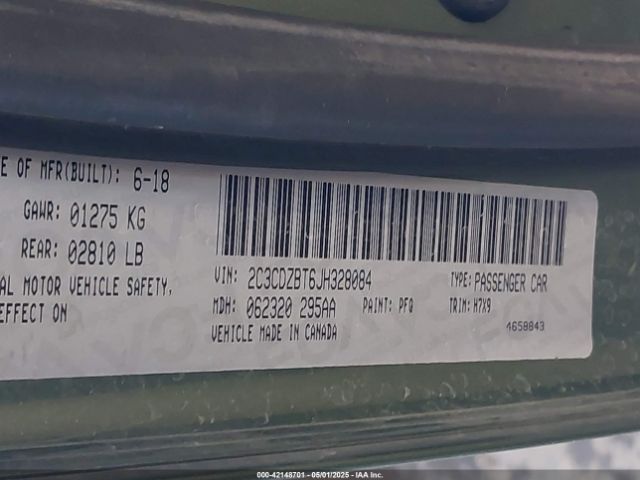 E OF MFR(BUILT): 6-18
GAWR: 01275 KG
REAR: 02810 LB
AL MOTOR VEHICLE SAFETY,
EFFECT ON
VIN: 2C3CDZBT6JH328084
TYPE: PASSENGER CAR
MDH: 062320 295AA
PAINT: PFQ
TRIM: H7X9
VEHICLE MADE IN CANADA
4658843
000-42148701 - 05/01/2025 - IAA Inc.